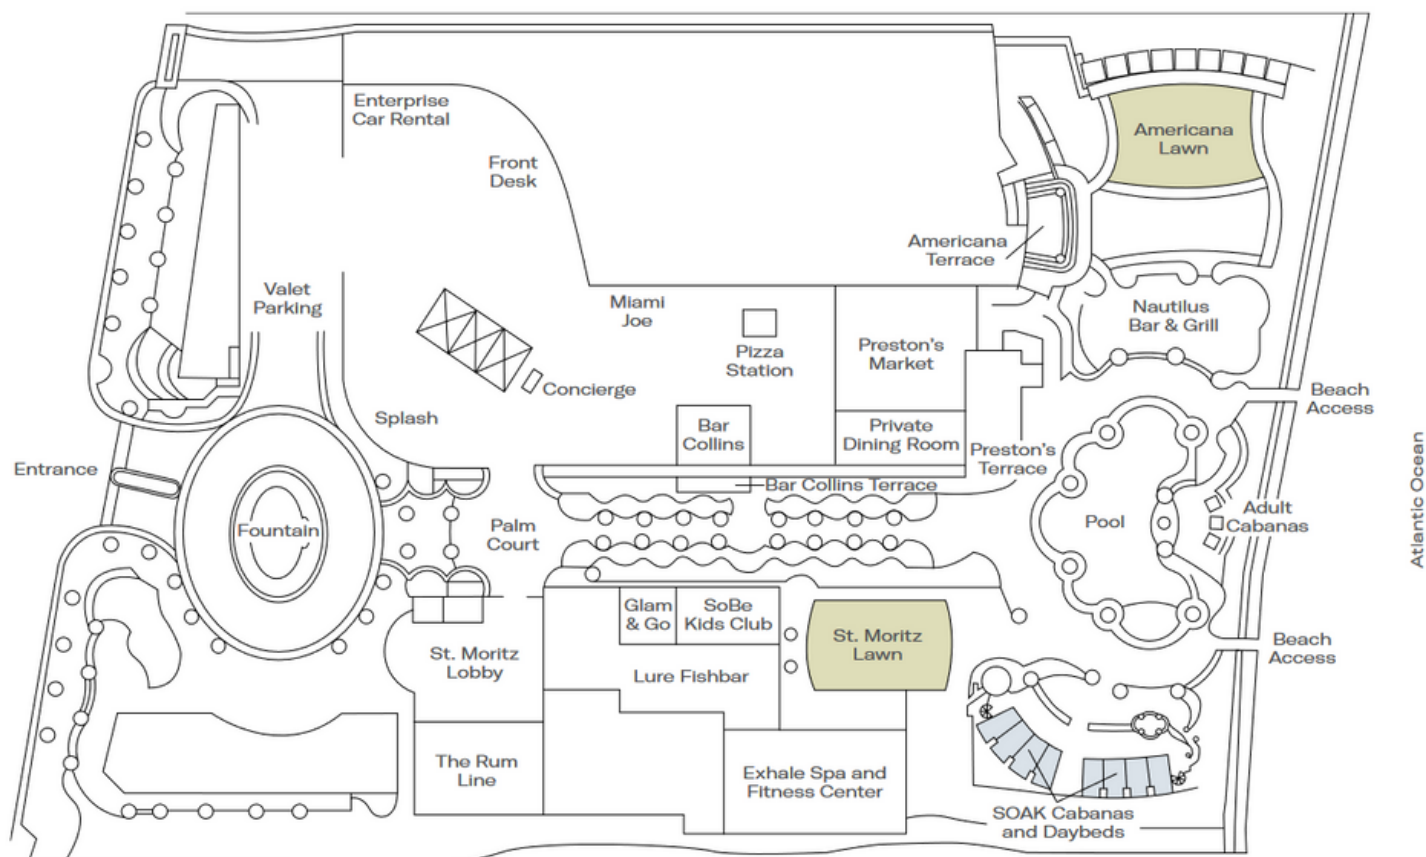 Enterprise
Car Rental
Front
Desk
Americana
Lawn
Americana
Terrace
Valet
Parking
Miami
Joe
Pizza
Station
Preston's
Market
Nautilus
Bar & Grill
Concierge
Splash
Bar
Collins
Private
Dining Room
Preston's
Terrace
Beach
Access
Entrance
Bar Collins Terrace
Fountain
Palm
Court
Pool
Adult
Cabanas
Atlantic Ocean
Glam
& Go
SoBe
Kids Club
St. Moritz
Lawn
St. Moritz
Lobby
Lure Fishbar
Beach
Access
The Rum
Line
Exhale Spa and
Fitness Center
SOAK Cabanas
and Daybeds